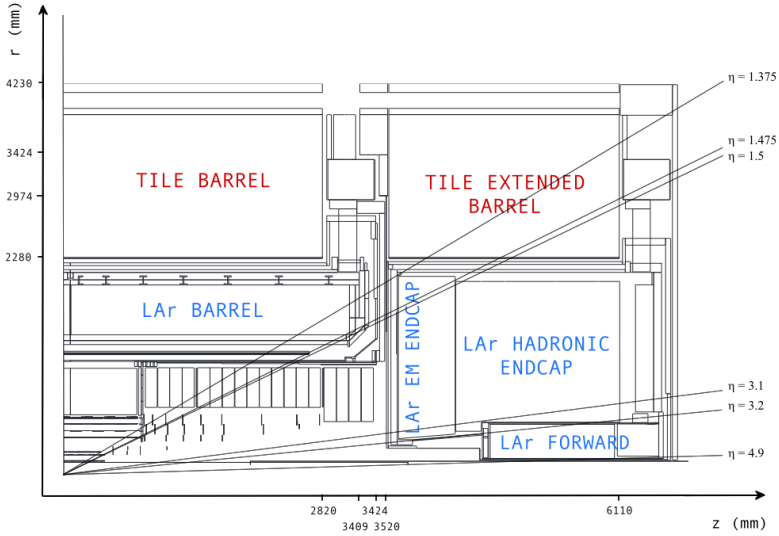 r (mm)
η = 1.375
4230
η = 1.475
3424
η = 1.5
TILE BARREL
TILE EXTENDED
BARREL
2974
2280
LAr BARREL
LAr EM ENDCAP
LAr HADRONIC
ENDCAP
η = 3.1
η = 3.2
LAr FORWARD
η = 4.9
2820 3424 6110
3409 3520
z (mm)